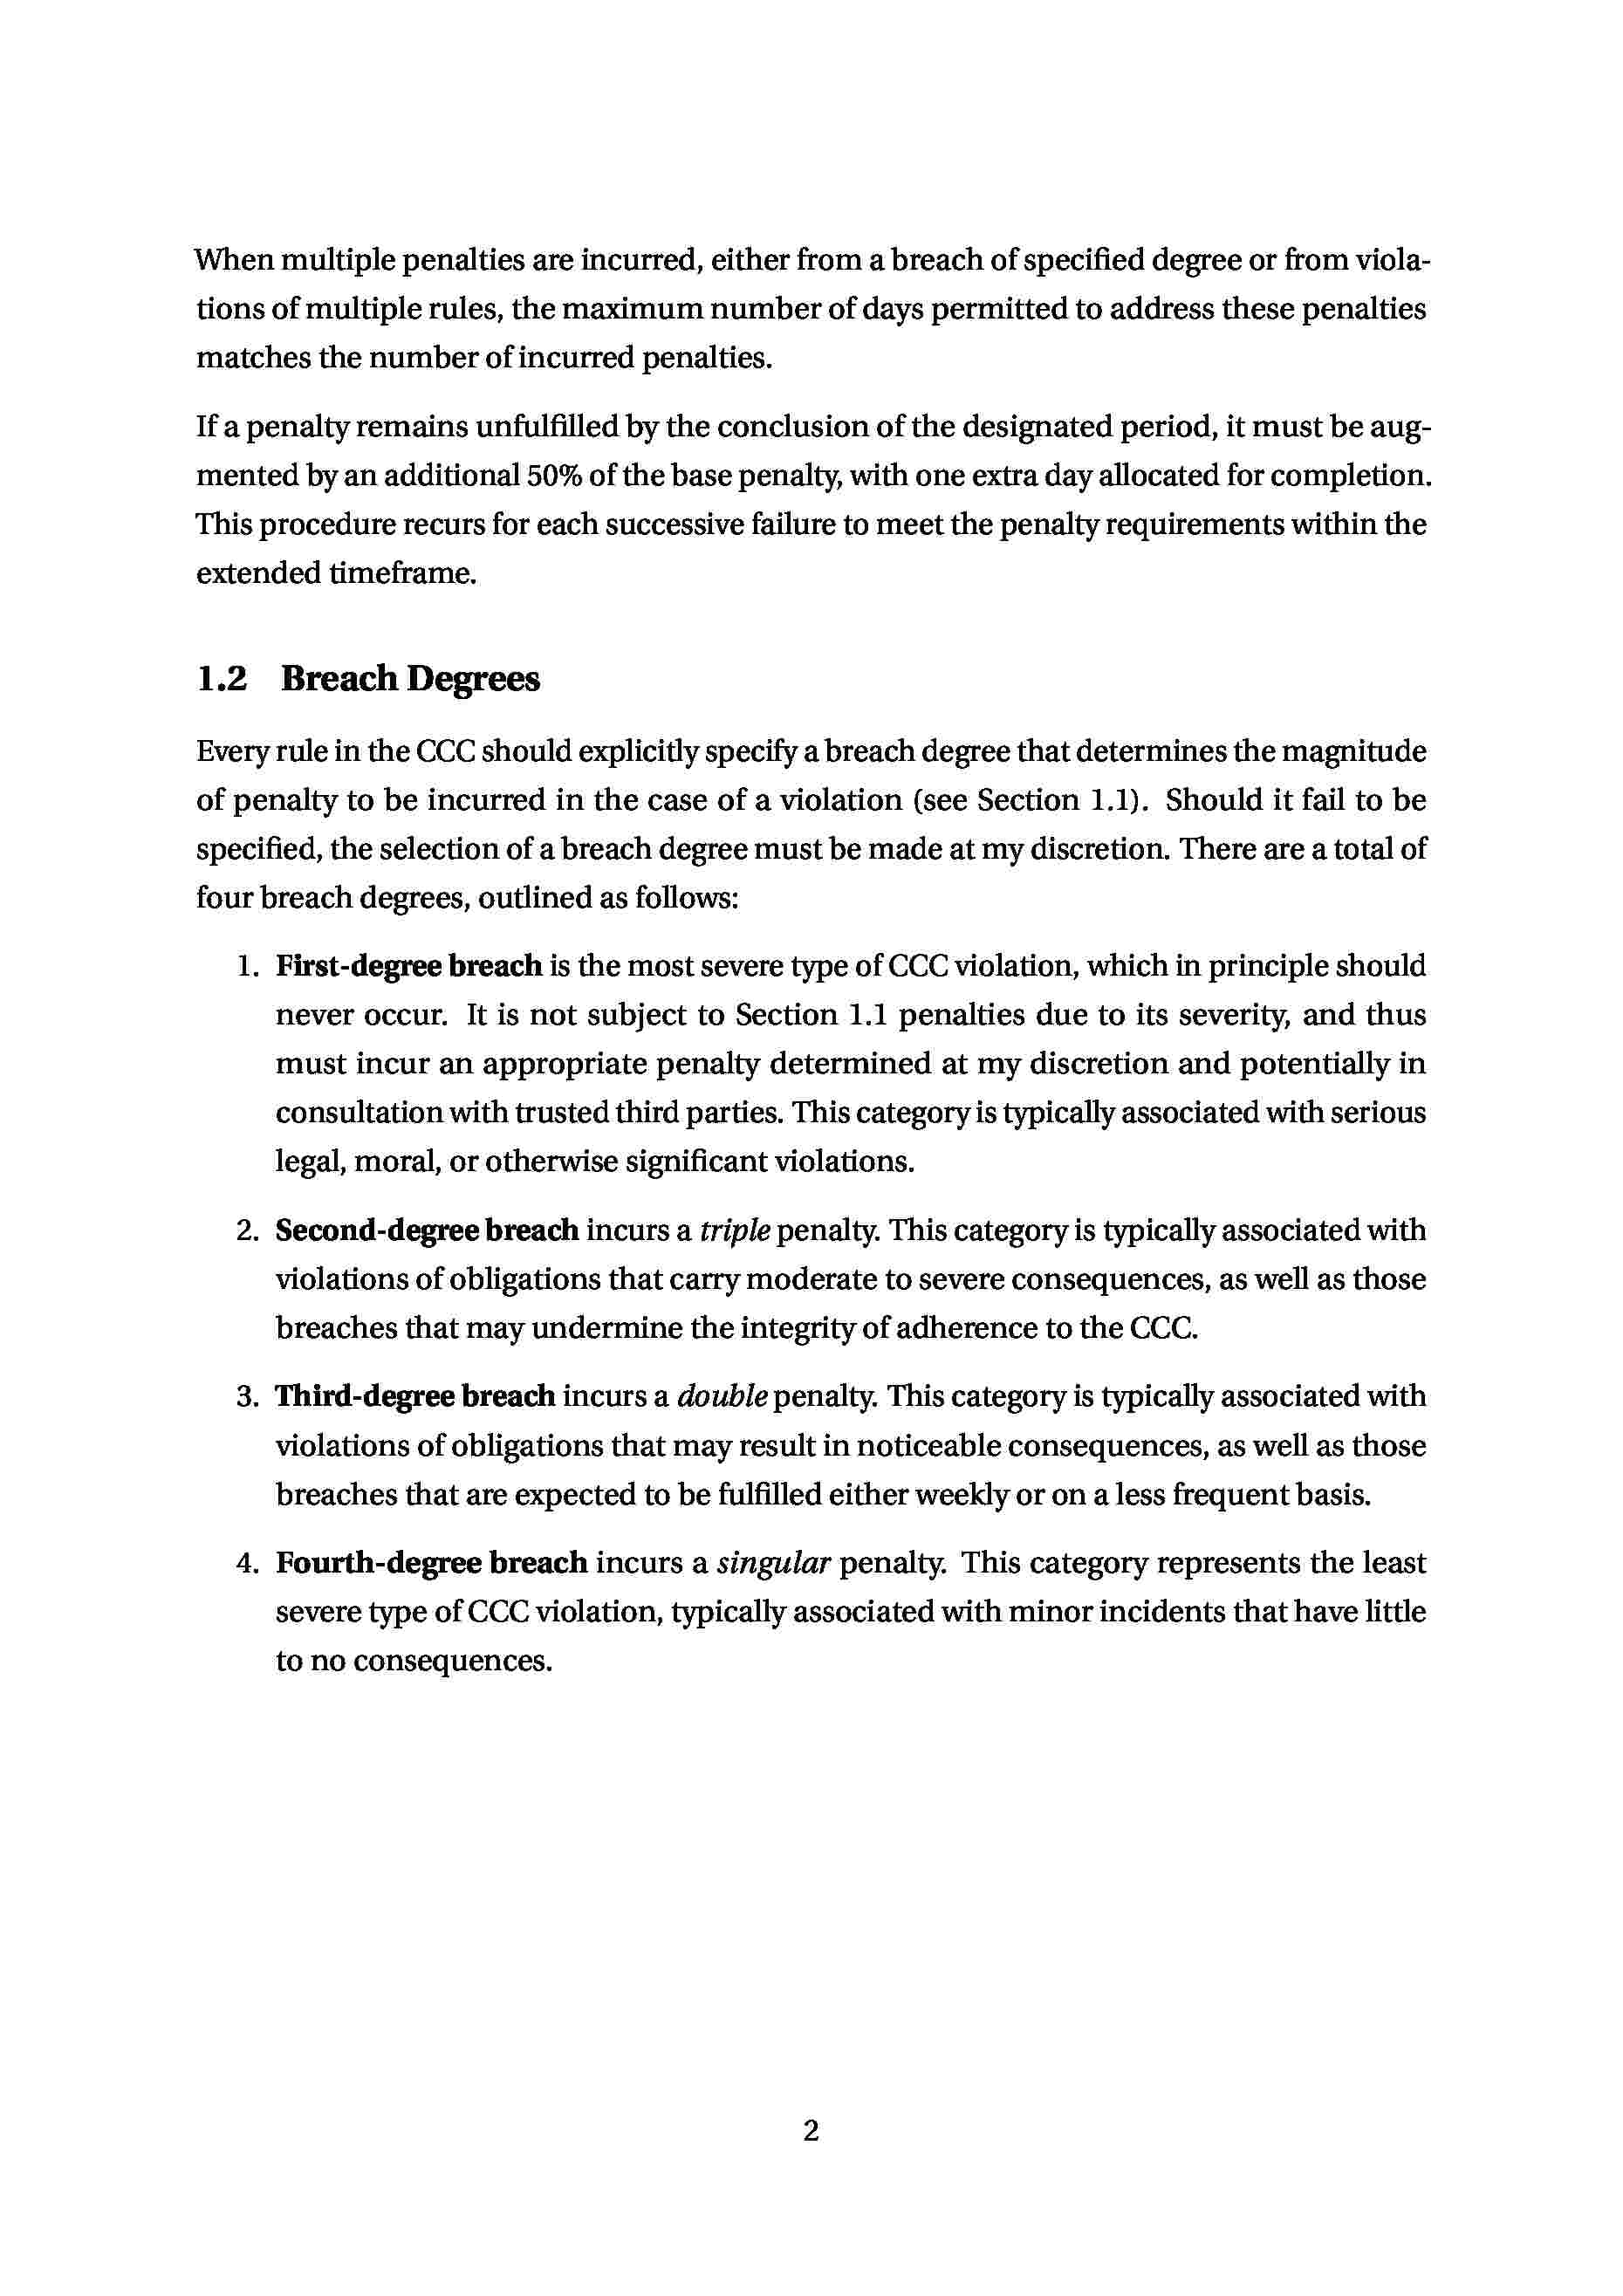 When multiple penalties are incurred, either from a breach of specified degree or from viola-
tions of multiple rules, the maximum number of days permitted to address these penalties
matches the number of incurred penalties.
If a penalty remains unfulfilled by the conclusion of the designated period, it must be aug-
mented by an additional 50% of the base penalty, with one extra day allocated for completion.
This procedure recurs for each successive failure to meet the penalty requirements within the
extended timeframe.
1.2 Breach Degrees
Every rule in the CCC should explicitly specify a breach degree that determines the magnitude
of penalty to be incurred in the case of a violation (see Section 1.1). Should it fail to be
specified, the selection of a breach degree must be made at my discretion. There are a total of
four breach degrees, outlined as follows:
1. First-degree breach is the most severe type of CCC violation, which in principle should
never occur. It is not subject to Section 1.1 penalties due to its severity, and thus
must incur an appropriate penalty determined at my discretion and potentially in
consultation with trusted third parties. This category is typically associated with serious
legal, moral, or otherwise significant violations.
2. Second-degree breach incurs a triple penalty. This category is typically associated with
violations of obligations that carry moderate to severe consequences, as well as those
breaches that may undermine the integrity of adherence to the CCC.
3. Third-degree breach incurs a double penalty. This category is typically associated with
violations of obligations that may result in noticeable consequences, as well as those
breaches that are expected to be fulfilled either weekly or on a less frequent basis.
4. Fourth-degree breach incurs a singular penalty. This category represents the least
severe type of CCC violation, typically associated with minor incidents that have little
to no consequences.
2